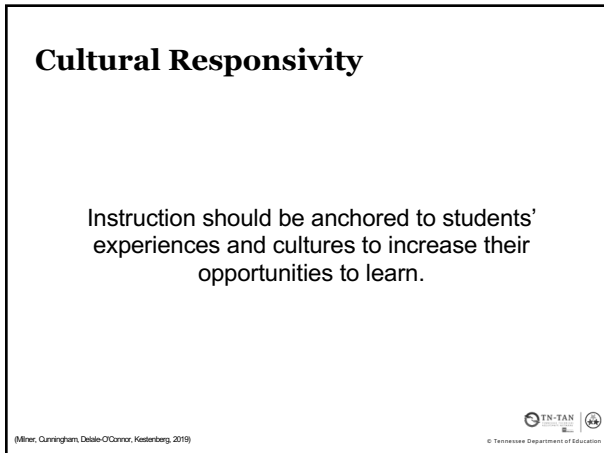 Cultural Responsivity
Instruction should be anchored to students’
experiences and cultures to increase their
opportunities to learn.
(Milner, Cunningham, Delale-O'Connor, Kestenberg, 2019)
TN-TAN
© Tennessee Department of Education